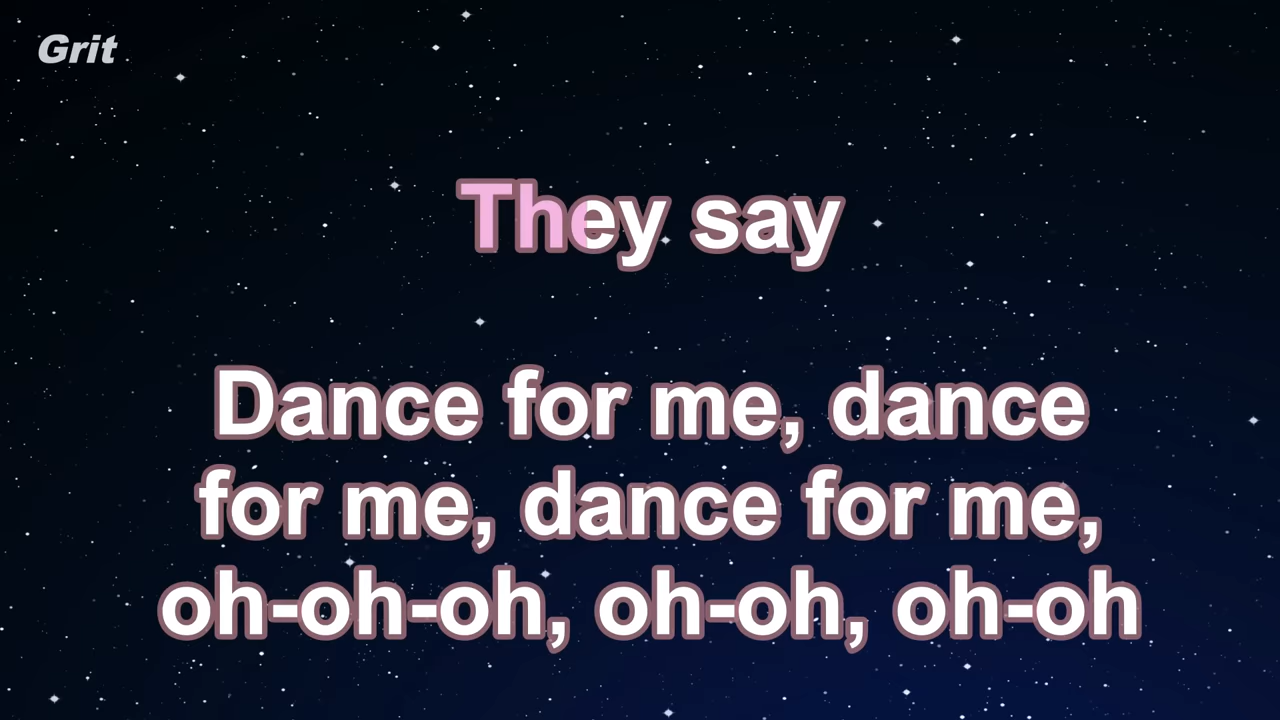 Grit
They say
Dance for me, dance
for me, dance for me,
oh-oh-oh, oh-oh, oh-oh